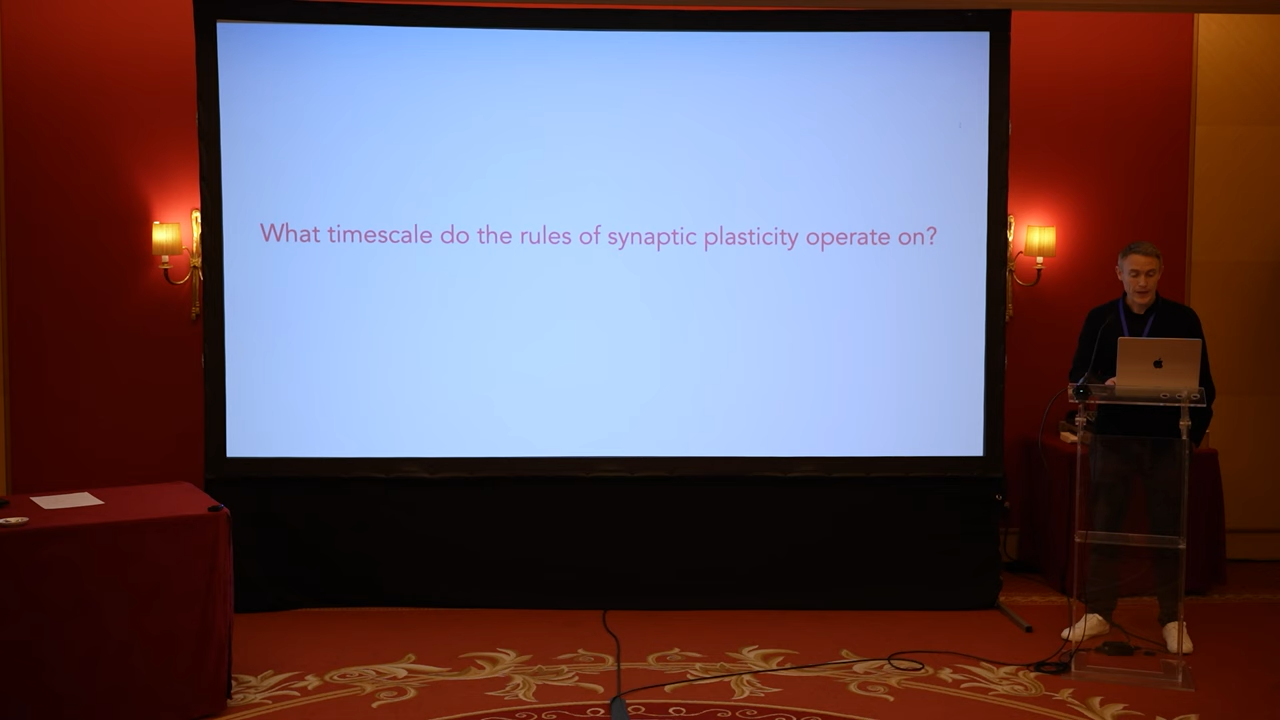 What timescale do the rules of synaptic plasticity operate on?